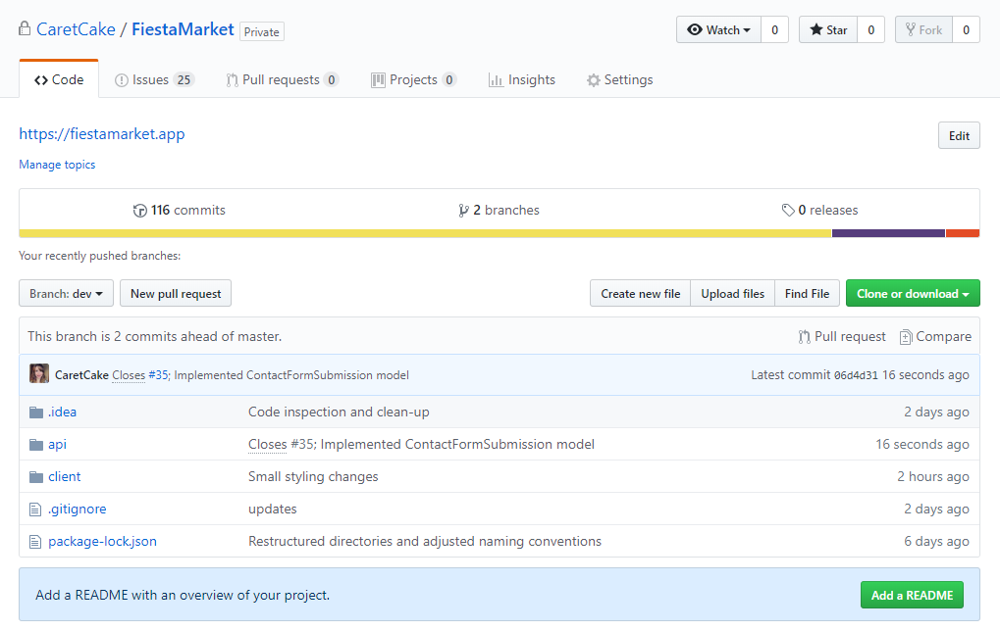 CaretCake / FiestaMarket Private
Watch 0 Star 0 Fork 0
Code Issues 25 Pull requests 0 Projects 0 Insights Settings
https://fiestamarket.app
Edit
Manage topics
116 commits 2 branches 0 releases
Your recently pushed branches:
Branch: dev New pull request Create new file Upload files Find File Clone or download
This branch is 2 commits ahead of master. Pull request Compare
CaretCake Closes #35; Implemented ContactFormSubmission model Latest commit 06d4d31 16 seconds ago
.idea Code inspection and clean-up 2 days ago
api Closes #35; Implemented ContactFormSubmission model 16 seconds ago
client Small styling changes 2 hours ago
.gitignore updates 2 days ago
package-lock.json Restructured directories and adjusted naming conventions 6 days ago
Add a README with an overview of your project. Add a README